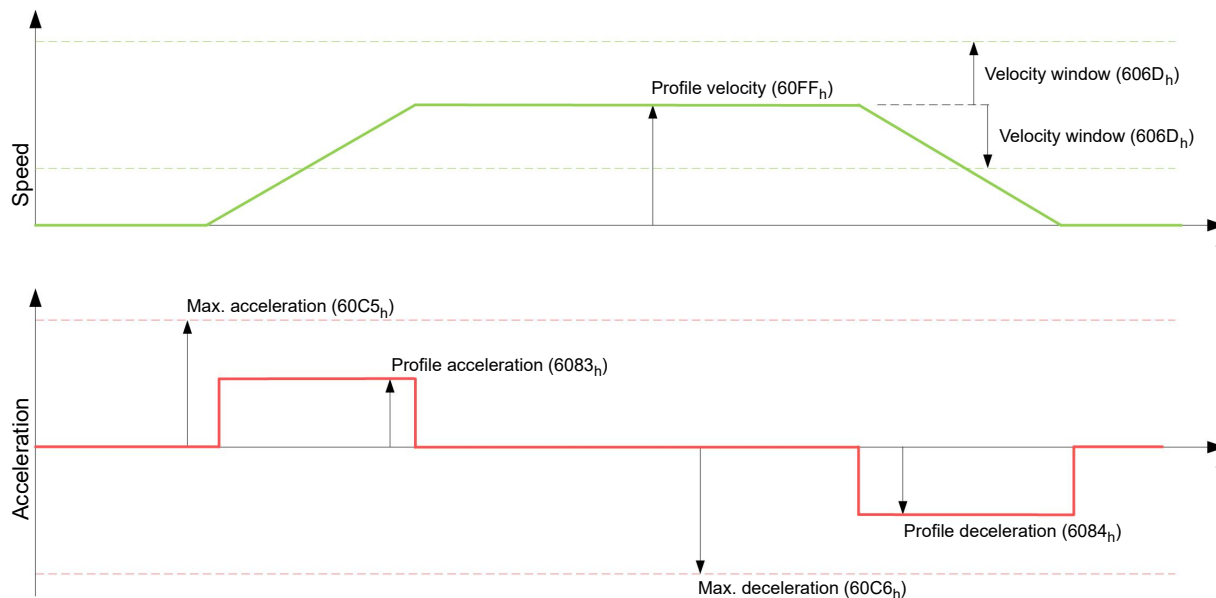 Profile velocity (60FFₕ)
Velocity window (606Dₕ)
Velocity window (606Dₕ)
Speed
Max. acceleration (60C5ₕ)
Profile acceleration (6083ₕ)
Acceleration
Profile deceleration (6084ₕ)
Max. deceleration (60C6ₕ)